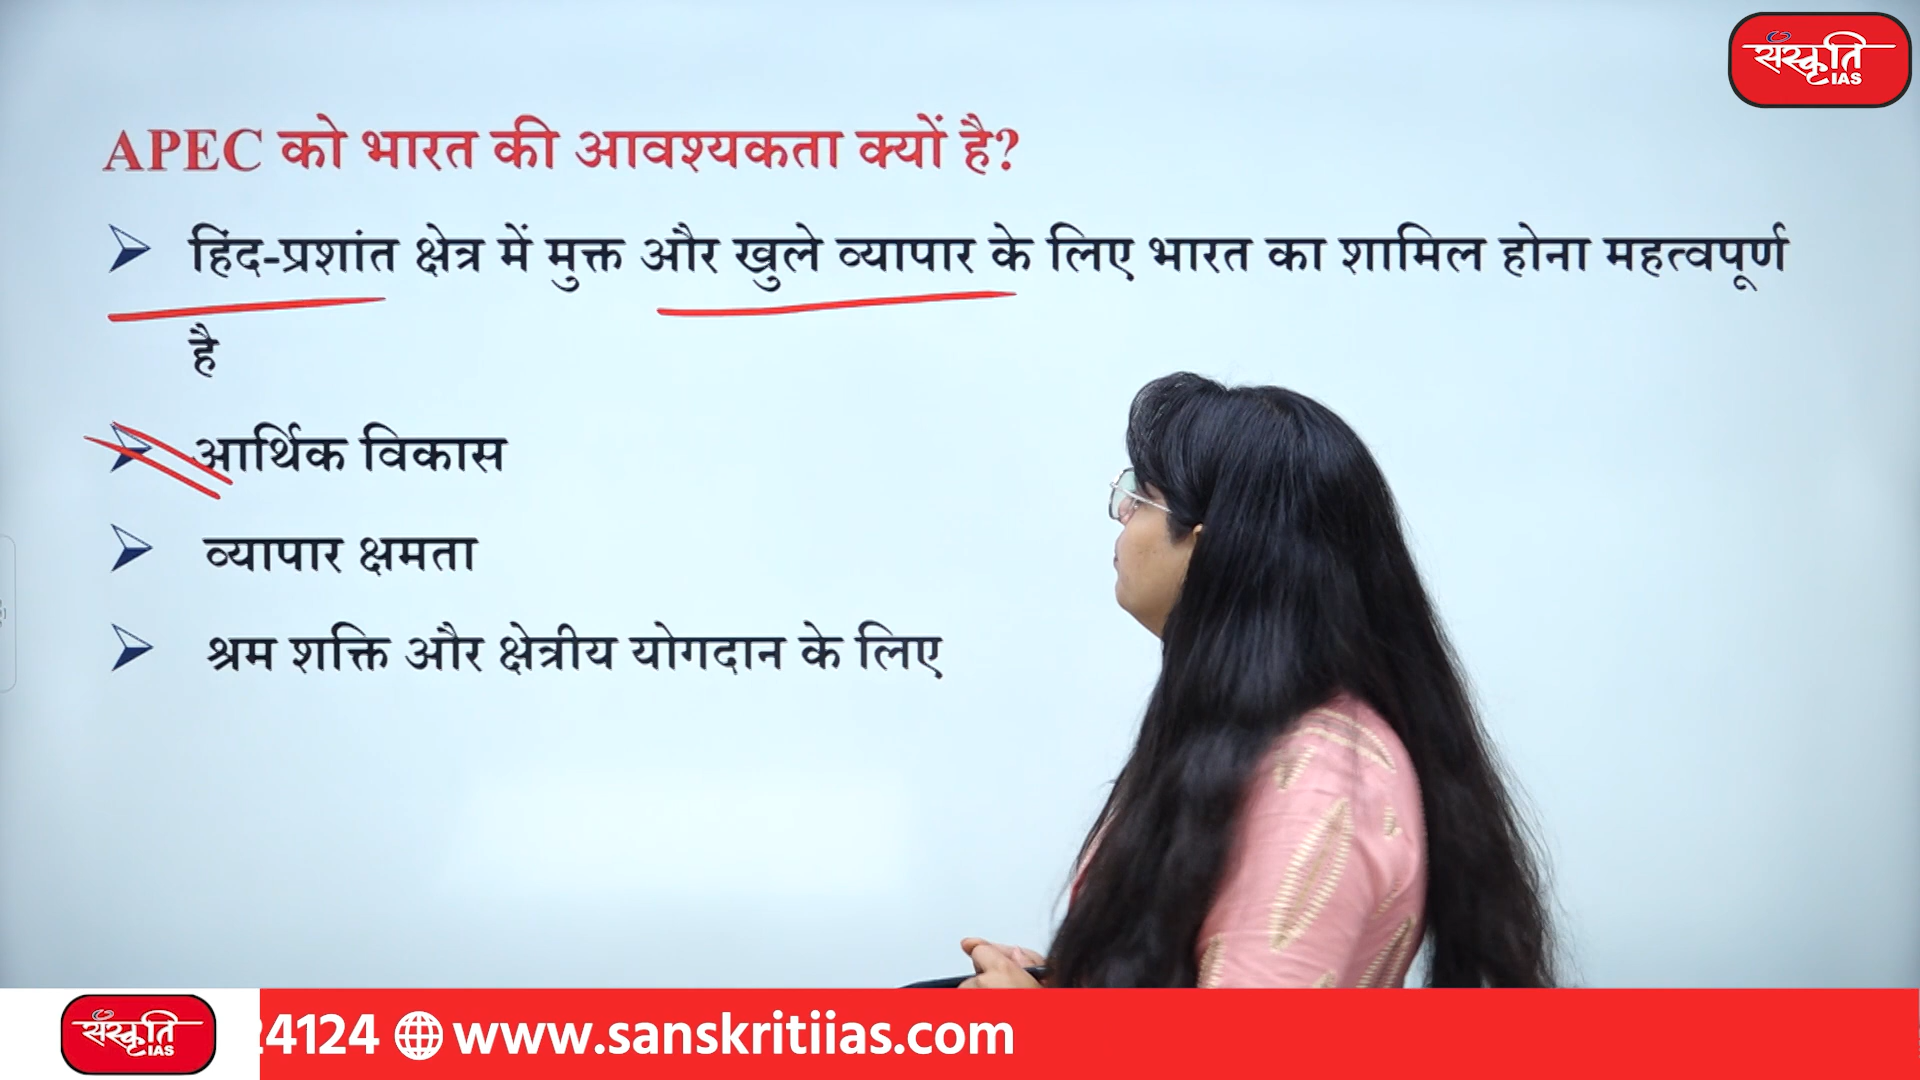 संस्कृति
IAS
APEC को भारत की आवश्यकता क्यों है?
हिंद-प्रशांत क्षेत्र में मुक्त और खुले व्यापार के लिए भारत का शामिल होना महत्वपूर्ण
है
आर्थिक विकास
व्यापार क्षमता
श्रम शक्ति और क्षेत्रीय योगदान के लिए
संस्कृति
IAS
24124 www.sanskritiias.com